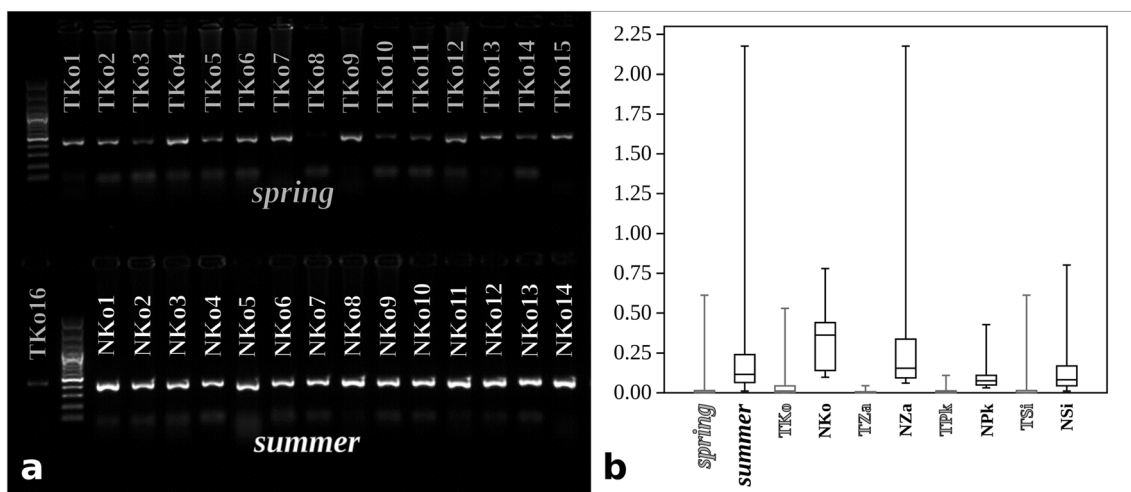 TKo1 TKo2 TKo3 TKo4 TKo5 TKo6 TKo7 TKo8 TKo9 TKo10 TKo11 TKo12 TKo13 TKo14 TKo15
spring
TKo16 NKo1 NKo2 NKo3 NKo4 NKo5 NKo6 NKo7 NKo8 NKo9 NKo10 NKo11 NKo12 NKo13 NKo14
summer
a
2.25
2.00
1.75
1.50
1.25
1.00
0.75
0.50
0.25
0.00
spring summer TKo NKo TZa NZa TPk NPk TSi NSi
b